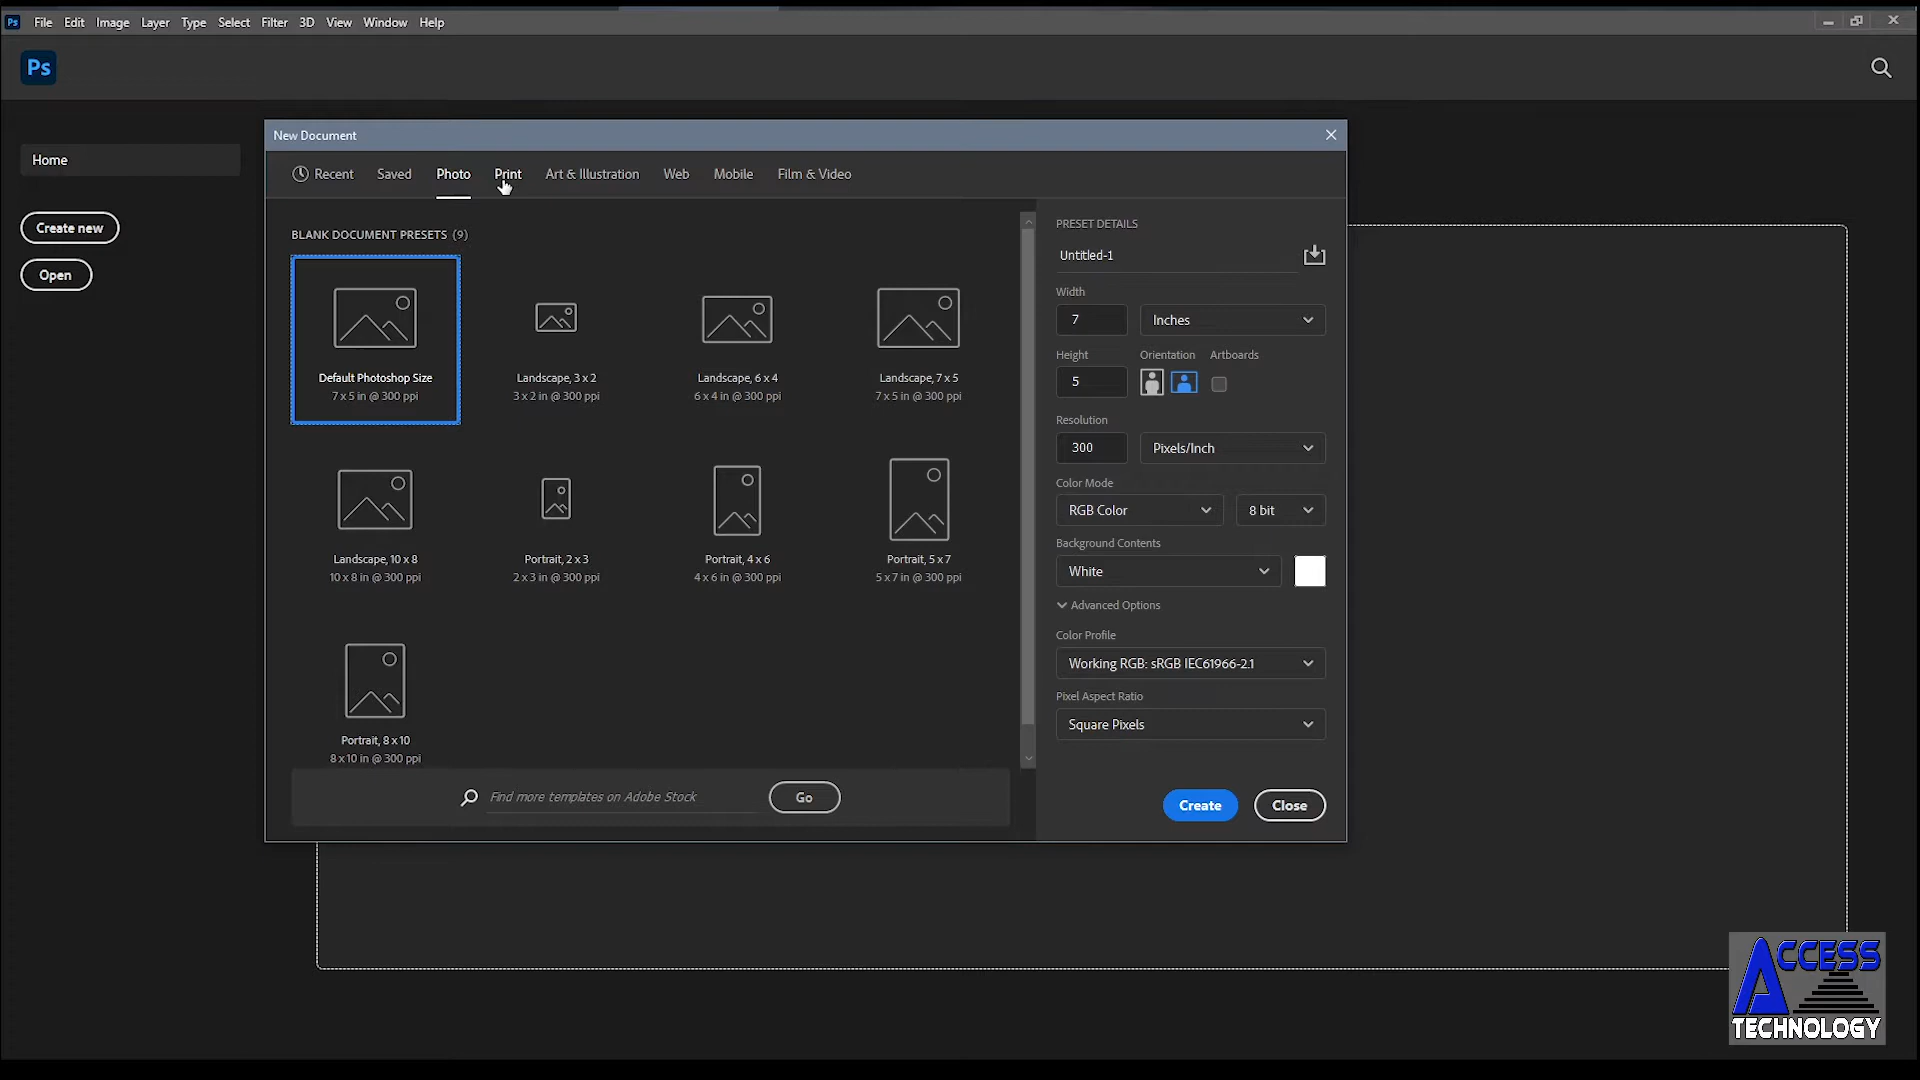 Ps File Edit Image Layer Type Select Filter 3D View Window Help
Ps
Home
Create new
Open
New Document
Recent Saved Photo Print Art & Illustration Web Mobile Film & Video
BLANK DOCUMENT PRESETS (9)
Default Photoshop Size
7 x 5 in @ 300 ppi
Landscape, 3 x 2
3 x 2 in @ 300 ppi
Landscape, 6 x 4
6 x 4 in @ 300 ppi
Landscape, 7 x 5
7 x 5 in @ 300 ppi
Landscape, 10 x 8
10 x 8 in @ 300 ppi
Portrait, 2 x 3
2 x 3 in @ 300 ppi
Portrait, 4 x 6
4 x 6 in @ 300 ppi
Portrait, 5 x 7
5 x 7 in @ 300 ppi
Portrait, 8 x 10
8 x 10 in @ 300 ppi
Find more templates on Adobe Stock
Go
PRESET DETAILS
Untitled-1
Width
7 Inches
Height Orientation Artboards
5
Resolution
300 Pixels/Inch
Color Mode
RGB Color 8 bit
Background Contents
White
Advanced Options
Color Profile
Working RGB: sRGB IEC61966-2.1
Pixel Aspect Ratio
Square Pixels
Create Close
ACCESS
TECHNOLOGY